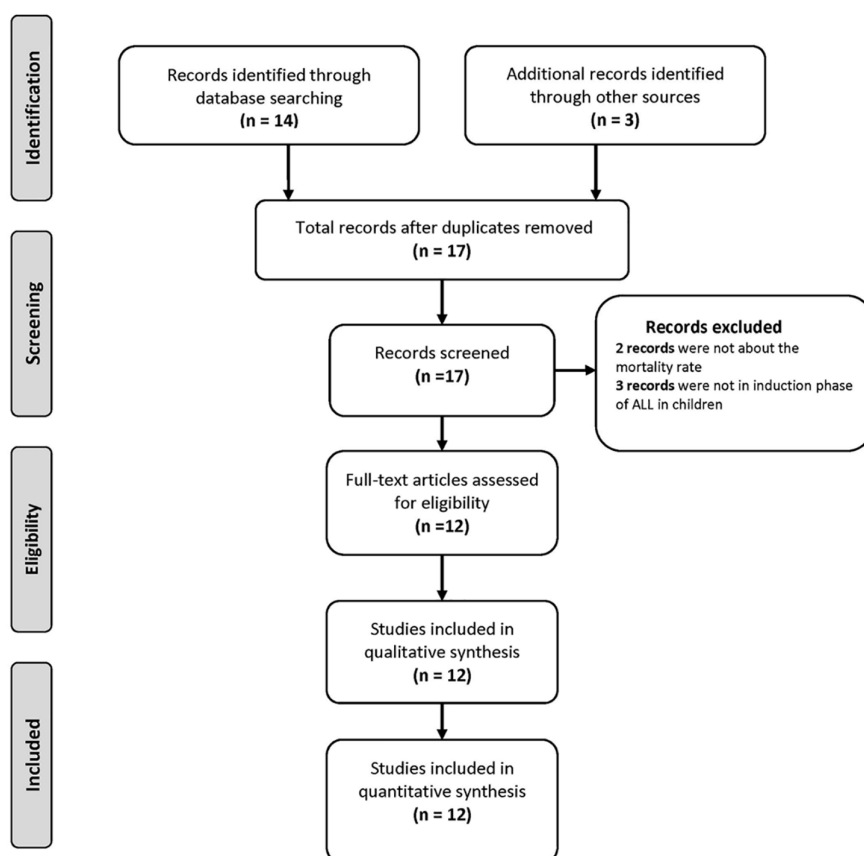 Identification
Records identified through
database searching
(n = 14)
Additional records identified
through other sources
(n = 3)
Total records after duplicates removed
(n = 17)
Screening
Records screened
(n =17)
Records excluded
2 records were not about the
mortality rate
3 records were not in induction phase
of ALL in children
Eligibility
Full-text articles assessed
for eligibility
(n =12)
Studies included in
qualitative synthesis
(n = 12)
Included
Studies included in
quantitative synthesis
(n = 12)